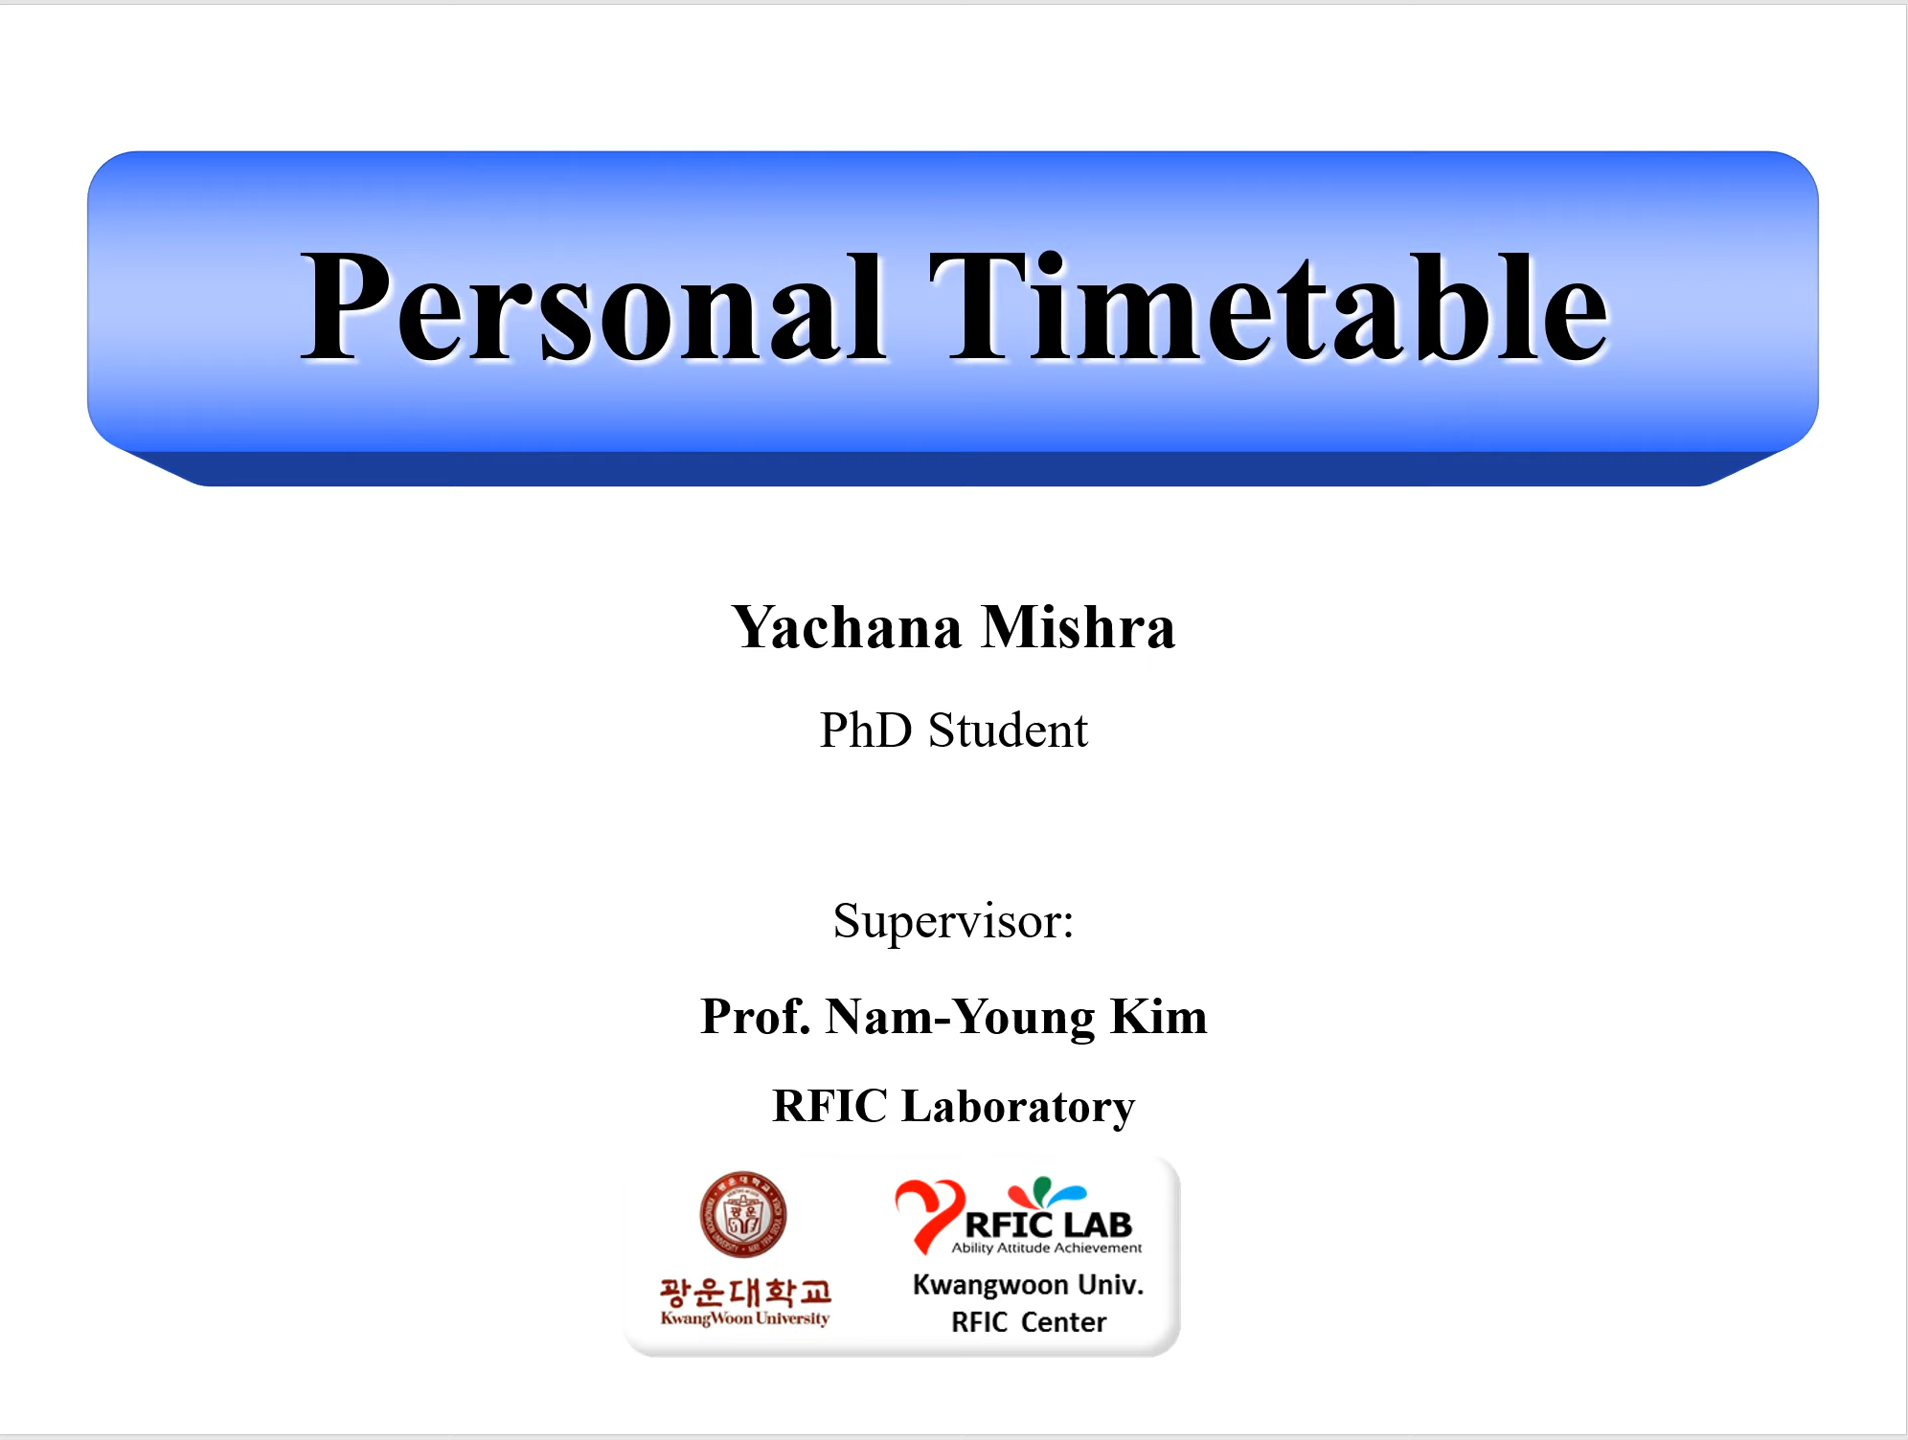 Personal Timetable
Yachana Mishra
PhD Student
Supervisor:
Prof. Nam-Young Kim
RFIC Laboratory
광운대학교
KwangWoon University
RFIC LAB
Ability Attitude Achievement
Kwangwoon Univ.
RFIC Center